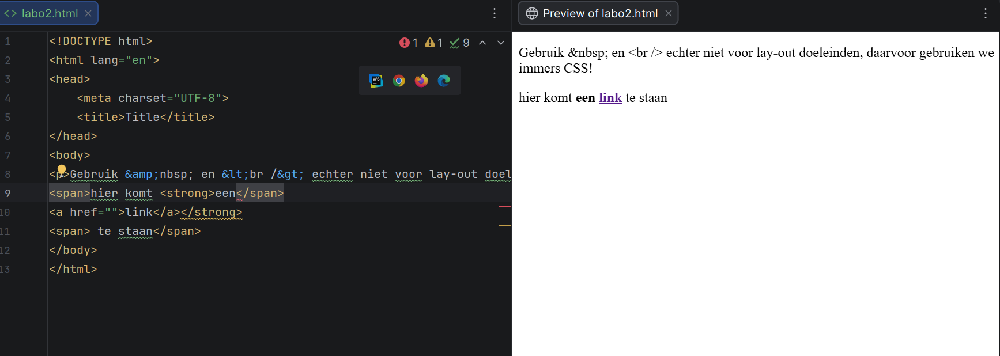 <> labo2.html ×
1 1 9
1 <!DOCTYPE html>
2 <html lang="en">
3 <head>
4 <meta charset="UTF-8">
5 <title>Title</title>
6 </head>
7 <body>
8 <p>Gebruik &amp;nbsp; en &lt;br /&gt; echter niet voor lay-out doel
9 <span>hier komt <strong>een</span>
10 <a href="">link</a></strong>
11 <span> te staan</span>
12 </body>
13 </html>
WS
Preview of labo2.html ×
Gebruik &nbsp; en <br /> echter niet voor lay-out doeleinden, daarvoor gebruiken we
immers CSS!
hier komt een link te staan